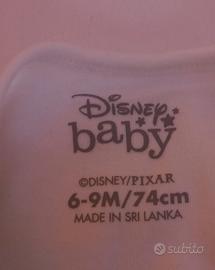 Disney
baby
©DISNEY/PIXAR
6-9M/74cm
MADE IN SRI LANKA
subito